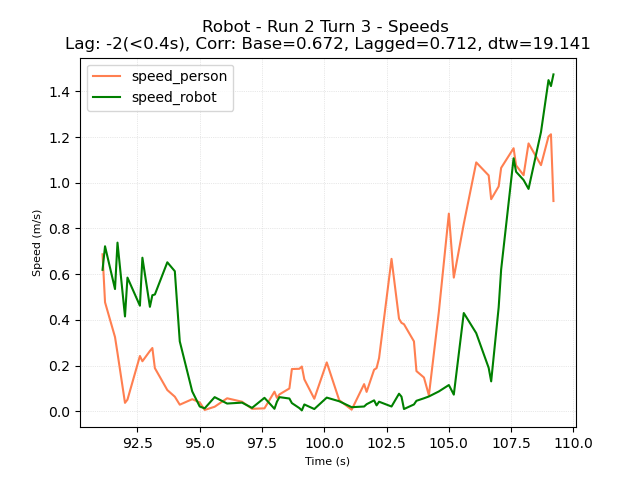 Robot - Run 2 Turn 3 - Speeds
Lag: -2(<0.4s), Corr: Base=0.672, Lagged=0.712, dtw=19.141
speed_person
speed_robot
1.4
1.2
1.0
0.8
0.6
0.4
0.2
0.0
Speed (m/s)
92.5 95.0 97.5 100.0 102.5 105.0 107.5 110.0
Time (s)